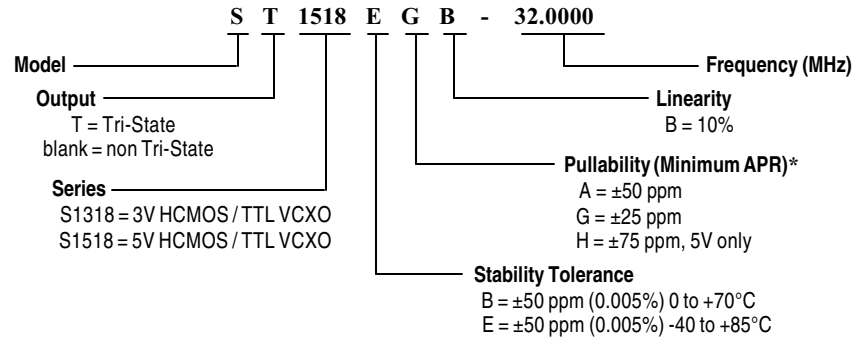 S T 1518 E G B - 32.0000
Model
Frequency (MHz)
Output
T = Tri-State
blank = non Tri-State
Linearity
B = 10%
Pullability (Minimum APR)*
A = ±50 ppm
G = ±25 ppm
H = ±75 ppm, 5V only
Series
S1318 = 3V HCMOS / TTL VCXO
S1518 = 5V HCMOS / TTL VCXO
Stability Tolerance
B = ±50 ppm (0.005%) 0 to +70°C
E = ±50 ppm (0.005%) -40 to +85°C